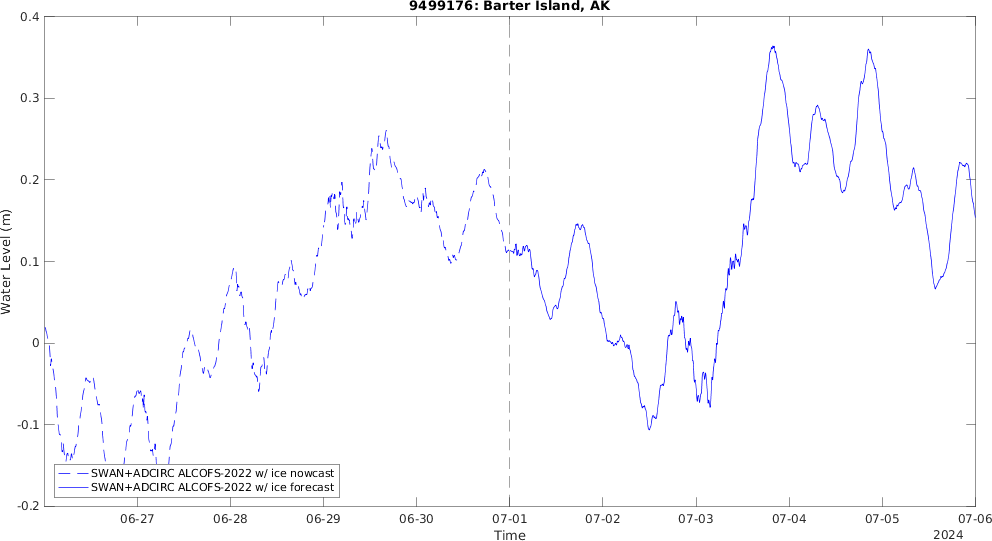 9499176: Barter Island, AK
0.4
0.3
0.2
0.1
0
-0.1
-0.2
Water Level (m)
SWAN+ADCIRC ALCOFS-2022 w/ ice nowcast
SWAN+ADCIRC ALCOFS-2022 w/ ice forecast
06-27 06-28 06-29 06-30 07-01 07-02 07-03 07-04 07-05 07-06
Time
2024